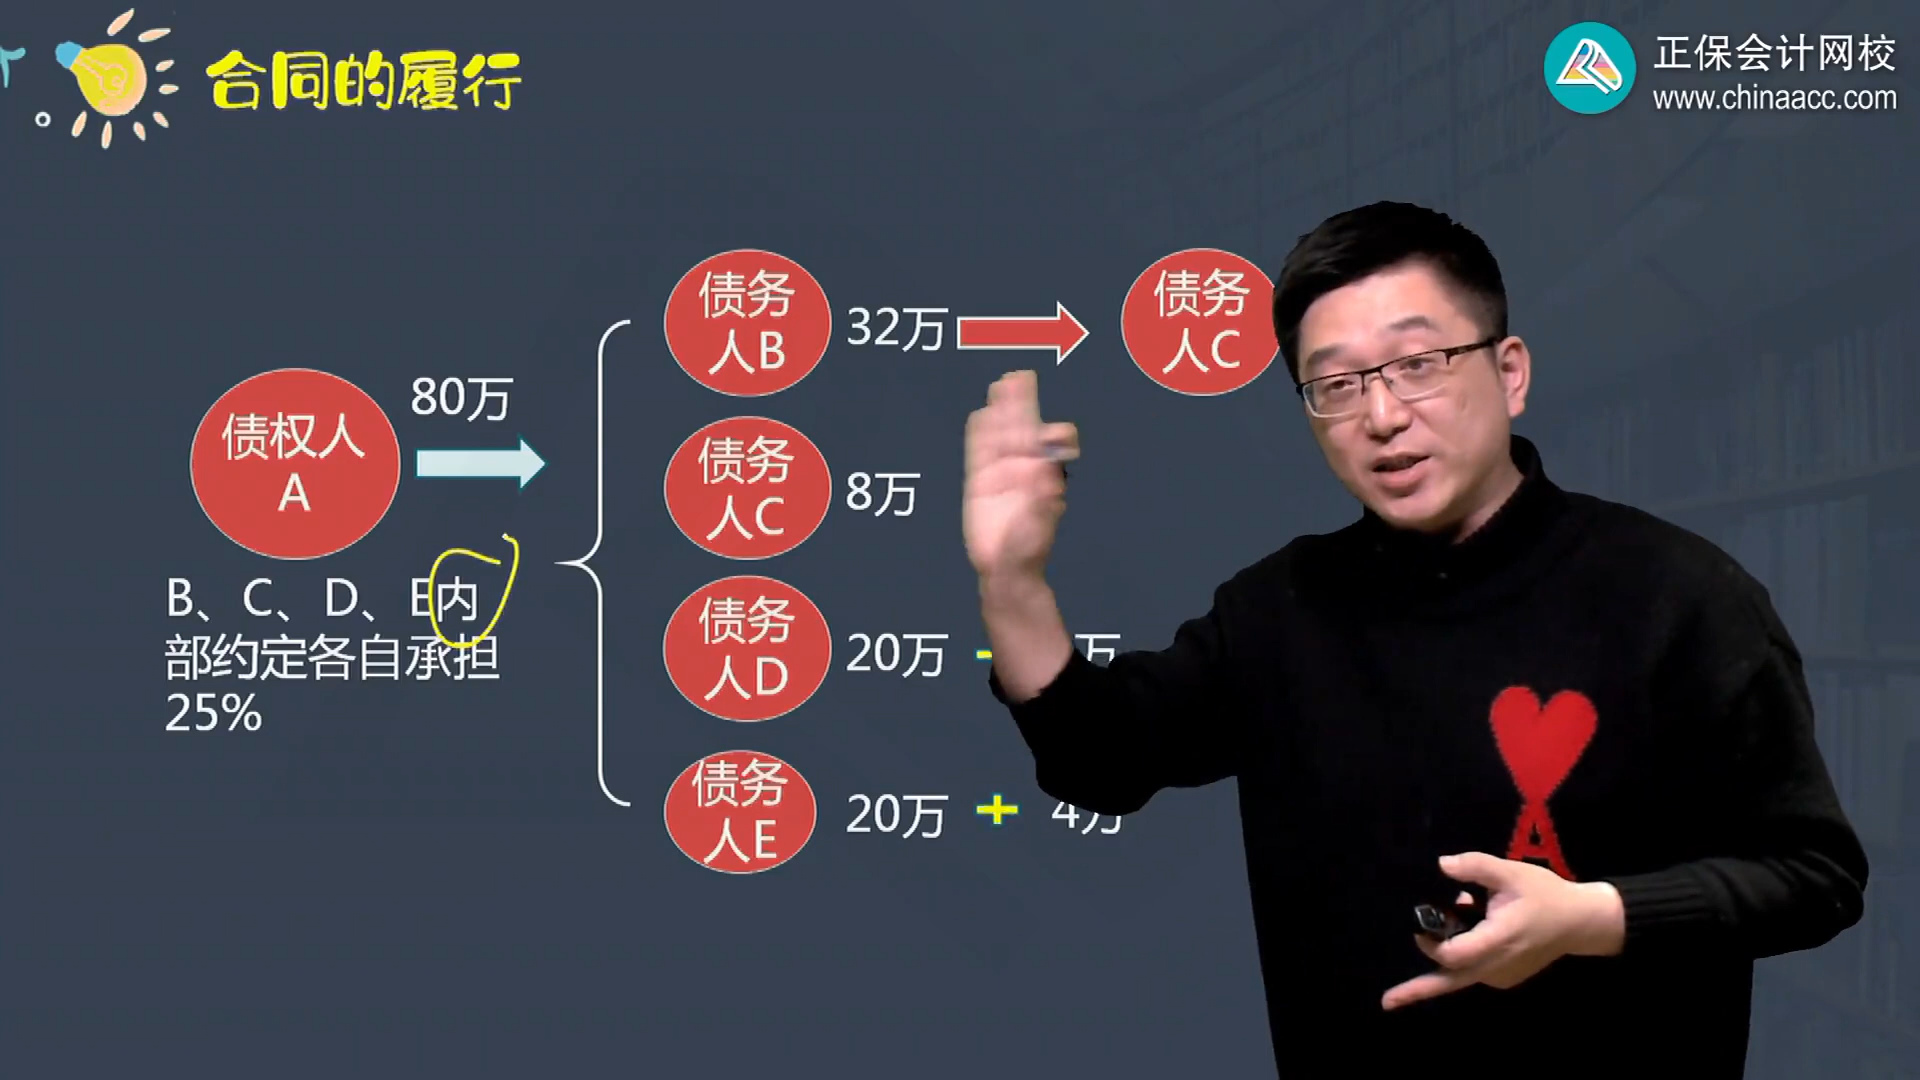 合同的履行
正保会计网校
www.chinaacc.com
债权人
A
80万
B、C、D、E内
部约定各自承担
25%
债务
人B
32万
债务
人C
债务
人C
8万
债务
人D
20万
万
债务
人E
20万
+
4万
A